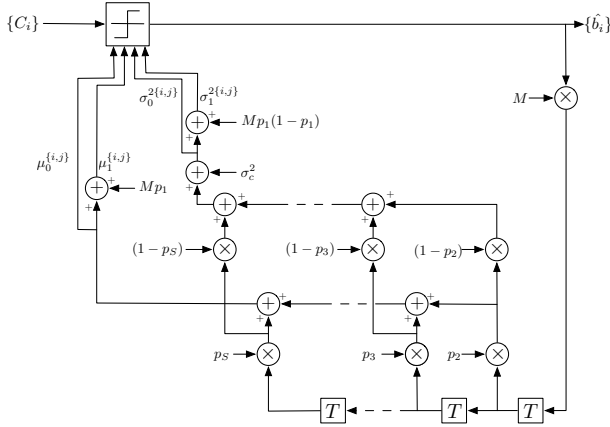 {C_i} {\hat{b_i}}
M
σ_0^{2{i,j}} σ_1^{2{i,j}}
+ Mp_1(1 − p_1)
+
μ_0^{{i,j}} μ_1^{{i,j}}
+ σ_c^2
+
+ Mp_1
+
+ + + +
+ +
(1 − p_S) × (1 − p_3) × (1 − p_2) ×
+ + + +
+ +
p_S × p_3 × p_2 ×
T T T